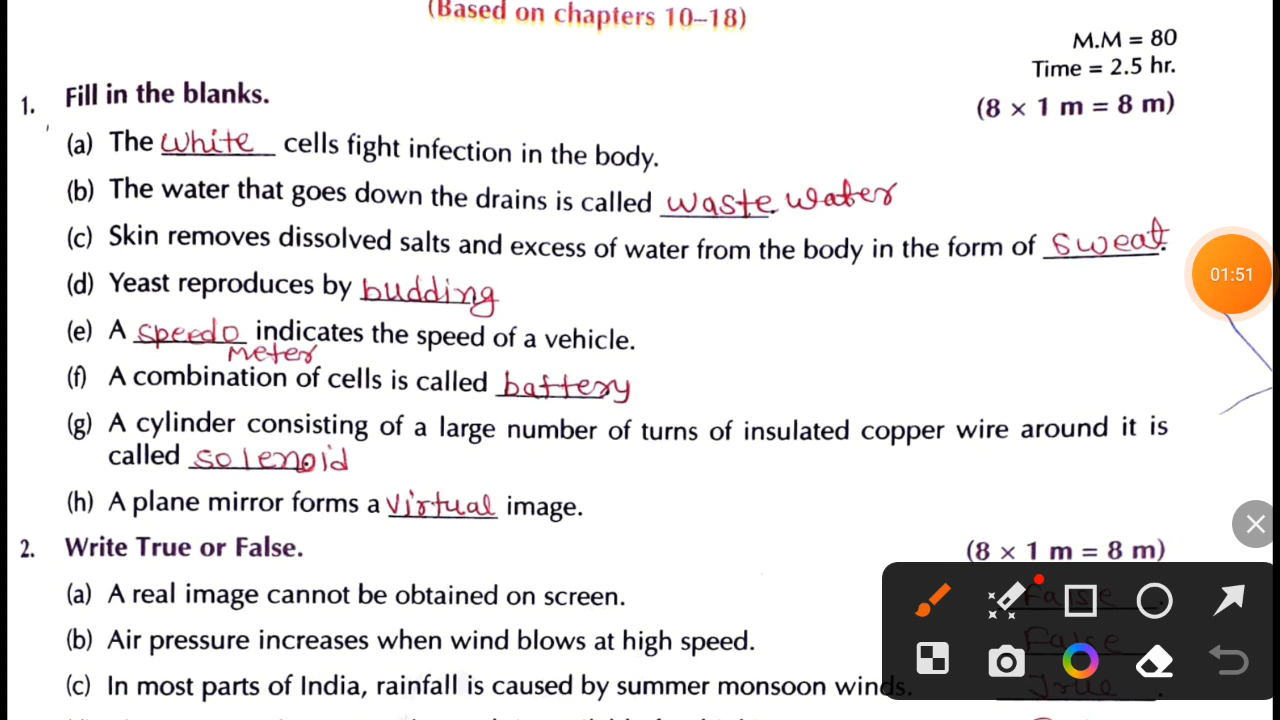 (Based on chapters 10–18)
M.M = 80
Time = 2.5 hr.
1. Fill in the blanks. (8 × 1 m = 8 m)
(a) The white cells fight infection in the body.
(b) The water that goes down the drains is called waste water
(c) Skin removes dissolved salts and excess of water from the body in the form of sweat.
(d) Yeast reproduces by budding
(e) A speedo indicates the speed of a vehicle.
meter
(f) A combination of cells is called battery
(g) A cylinder consisting of a large number of turns of insulated copper wire around it is
called solenoid
(h) A plane mirror forms a virtual image.
01:51
2. Write True or False. (8 × 1 m = 8 m)
(a) A real image cannot be obtained on screen. False
(b) Air pressure increases when wind blows at high speed. False
(c) In most parts of India, rainfall is caused by summer monsoon winds. True